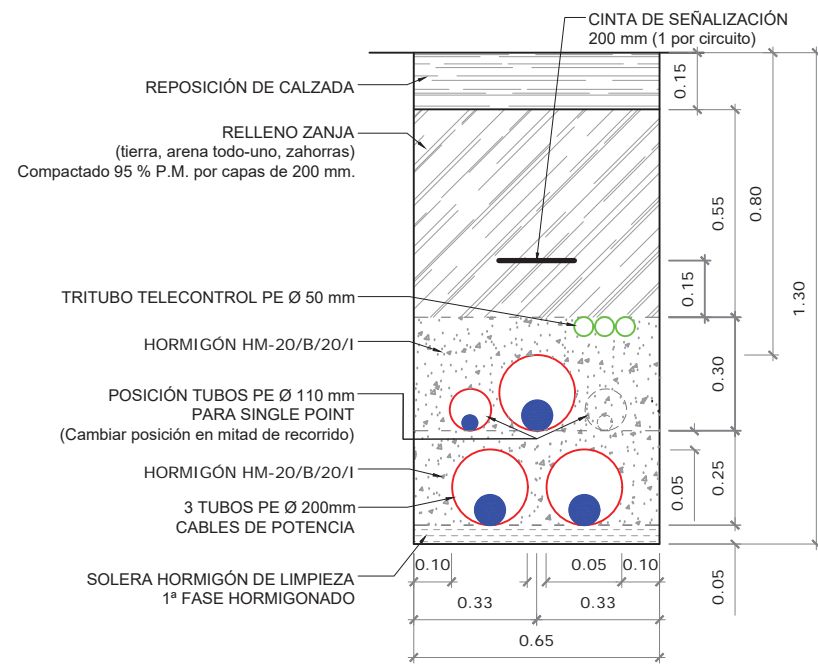 CINTA DE SEÑALIZACIÓN
200 mm (1 por circuito)
REPOSICIÓN DE CALZADA
RELLENO ZANJA
(tierra, arena todo-uno, zahorras)
Compactado 95 % P.M. por capas de 200 mm.
TRITUBO TELECONTROL PE Ø 50 mm
HORMIGÓN HM-20/B/20/I
POSICIÓN TUBOS PE Ø 110 mm
PARA SINGLE POINT
(Cambiar posición en mitad de recorrido)
HORMIGÓN HM-20/B/20/I
3 TUBOS PE Ø 200mm
CABLES DE POTENCIA
SOLERA HORMIGÓN DE LIMPIEZA
1ª FASE HORMIGONADO
0.15
0.55
0.80
0.15
1.30
0.30
0.05
0.25
0.05
0.10
0.05
0.10
0.33
0.33
0.65